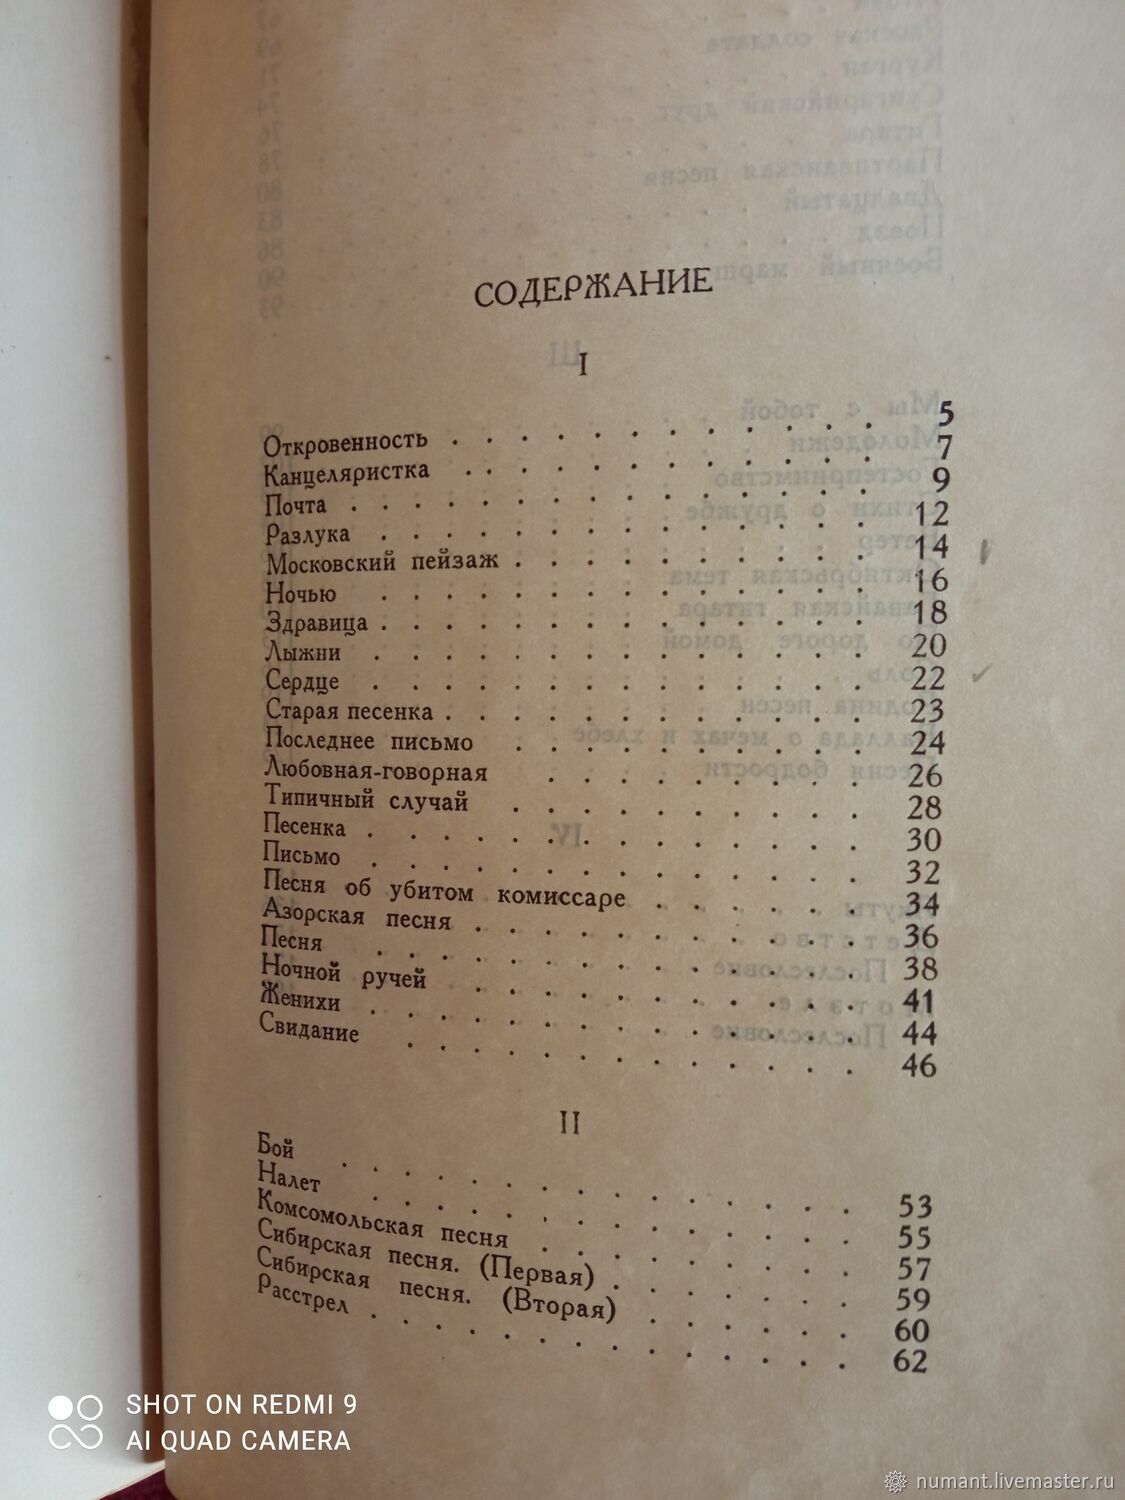 СОДЕРЖАНИЕ
I
Откровенность . . . . . . . . . . . . 5
Канцеляристка . . . . . . . . . . . . 7
Почта . . . . . . . . . . . . . . . 9
Разлука . . . . . . . . . . . . . . 12
Московский пейзаж . . . . . . . . . . 14
Ночью . . . . . . . . . . . . . . 16
Здравица . . . . . . . . . . . . . . 18
Лыжни . . . . . . . . . . . . . . 20
Сердце . . . . . . . . . . . . . . 22
Старая песенка . . . . . . . . . . . . 23
Последнее письмо . . . . . . . . . . 24
Любовная-говорная . . . . . . . . . 26
Типичный случай . . . . . . . . . . 28
Песенка . . . . . . . . . . . . . . 30
Письмо . . . . . . . . . . . . . . 32
Песня об убитом комиссаре . . . . . . 34
Азорская песня . . . . . . . . . . . 36
Песня . . . . . . . . . . . . . . 38
Ночной ручей . . . . . . . . . . . 41
Женихи . . . . . . . . . . . . . . 44
Свидание . . . . . . . . . . . . . 46
II
Бой . . . . . . . . . . . . . . . 53
Налет . . . . . . . . . . . . . . 55
Комсомольская песня . . . . . . . . . 57
Сибирская песня. (Первая) . . . . . . . 59
Сибирская песня. (Вторая) . . . . . . 60
Расстрел . . . . . . . . . . . . . . 62
SHOT ON REDMI 9
AI QUAD CAMERA
numant.livemaster.ru